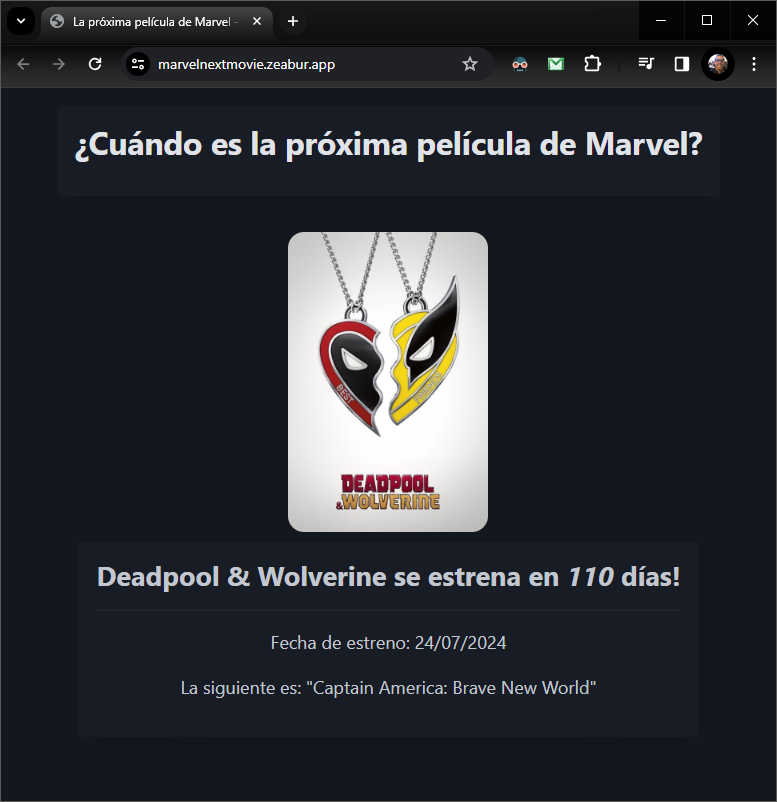 La próxima película de Marvel -
marvelnextmovie.zeabur.app
¿Cuándo es la próxima película de Marvel?
BEST
DEADPOOL
&WOLVERINE
Deadpool & Wolverine se estrena en 110 días!
Fecha de estreno: 24/07/2024
La siguiente es: "Captain America: Brave New World"